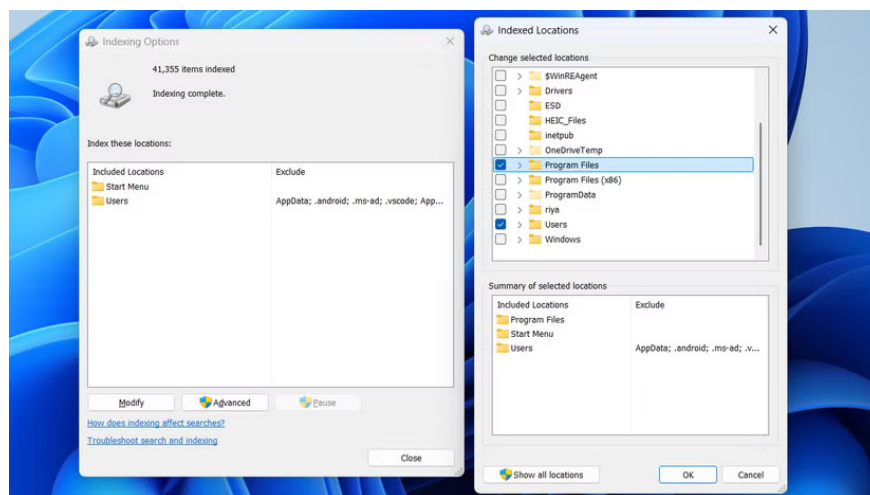 Indexing Options
41,355 items indexed
Indexing complete.
Index these locations:
Included Locations Exclude
Start Menu
Users AppData; .android; .ms-ad; .vscode; App...
Modify Advanced Pause
How does indexing affect searches?
Troubleshoot search and indexing
Close
Indexed Locations
Change selected locations
$WinREAgent
Drivers
ESD
HEIC_Files
inetpub
OneDriveTemp
Program Files
Program Files (x86)
ProgramData
riya
Users
Windows
Summary of selected locations
Included Locations Exclude
Program Files
Start Menu
Users AppData; .android; .ms-ad; .v...
Show all locations OK Cancel